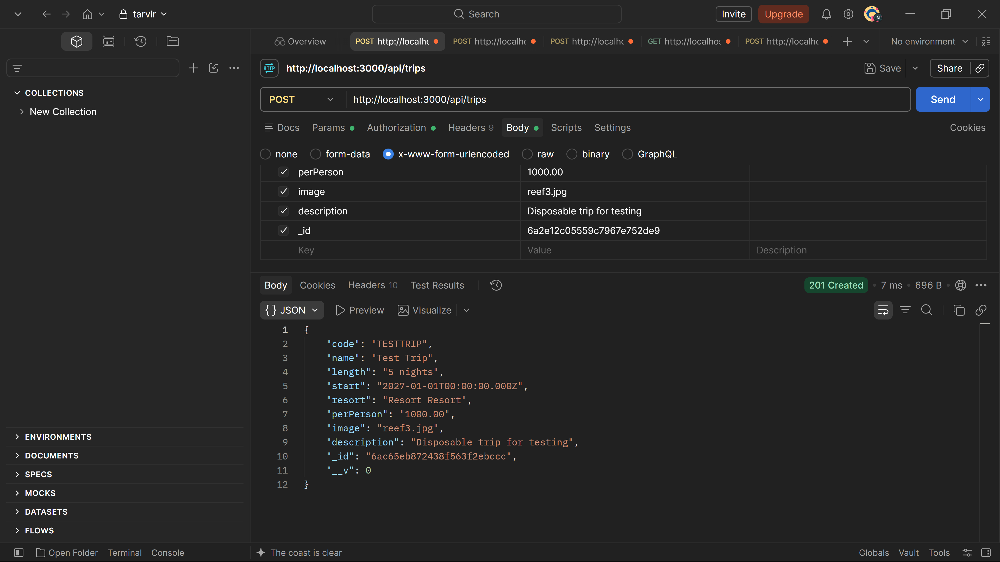 tarvlr
Search
Invite
Upgrade
N
Overview
POST http://localhc
POST http://localhc
POST http://localhc
GET http://localhos
POST http://localhc
No environment
HTTP http://localhost:3000/api/trips
Save
Share
COLLECTIONS
New Collection
POST
http://localhost:3000/api/trips
Send
Docs
Params
Authorization
Headers 9
Body
Scripts
Settings
Cookies
none
form-data
x-www-form-urlencoded
raw
binary
GraphQL
perPerson 1000.00
image reef3.jpg
description Disposable trip for testing
_id 6a2e12c05559c7967e752de9
Key Value Description
Body
Cookies
Headers 10
Test Results
201 Created
7 ms
696 B
{} JSON
Preview
Visualize
1 {
2 "code": "TESTTRIP",
3 "name": "Test Trip",
4 "length": "5 nights",
5 "start": "2027-01-01T00:00:00.000Z",
6 "resort": "Resort Resort",
7 "perPerson": "1000.00",
8 "image": "reef3.jpg",
9 "description": "Disposable trip for testing",
10 "_id": "6ac65eb872438f563f2ebccc",
11 "__v": 0
12 }
ENVIRONMENTS
DOCUMENTS
SPECS
MOCKS
DATASETS
FLOWS
Open Folder
Terminal
Console
The coast is clear
Globals
Vault
Tools